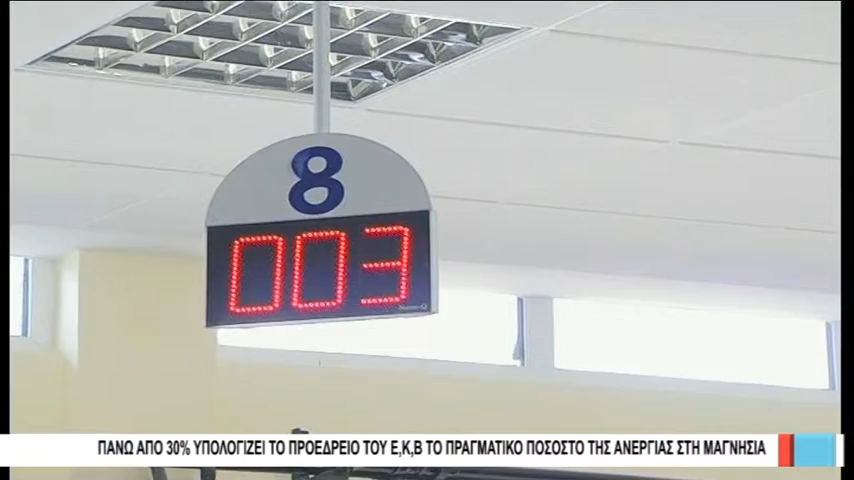 8
003
ΠΑΝΩ ΑΠΟ 30% ΥΠΟΛΟΓΙΖΕΙ ΤΟ ΠΡΟΕΔΡΕΙΟ ΤΟΥ Ε,Κ,Β ΤΟ ΠΡΑΓΜΑΤΙΚΟ ΠΟΣΟΣΤΟ ΤΗΣ ΑΝΕΡΓΙΑΣ ΣΤΗ ΜΑΓΝΗΣΙΑ